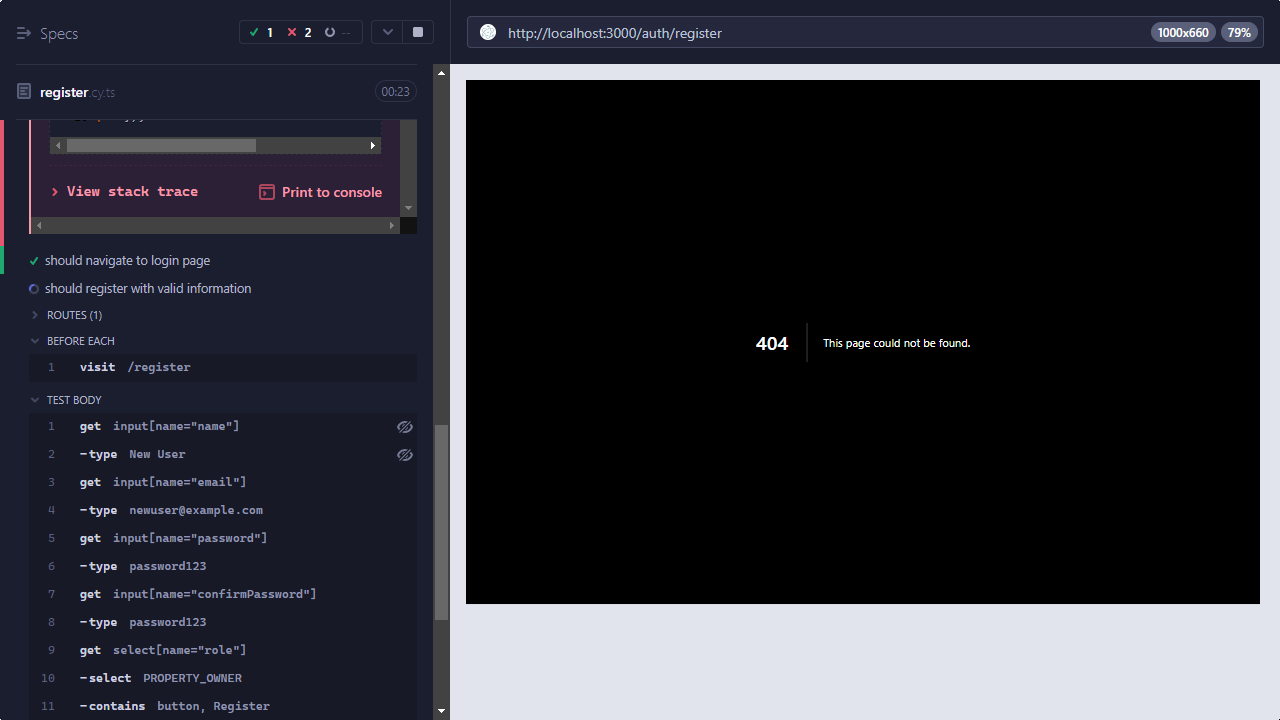 Specs
1
2
--
register.cy.ts
00:23
View stack trace
Print to console
should navigate to login page
should register with valid information
ROUTES (1)
BEFORE EACH
1 visit /register
TEST BODY
1 get input[name="name"]
2 -type New User
3 get input[name="email"]
4 -type newuser@example.com
5 get input[name="password"]
6 -type password123
7 get input[name="confirmPassword"]
8 -type password123
9 get select[name="role"]
10 -select PROPERTY_OWNER
11 -contains button, Register
http://localhost:3000/auth/register
1000x660
79%
404
This page could not be found.